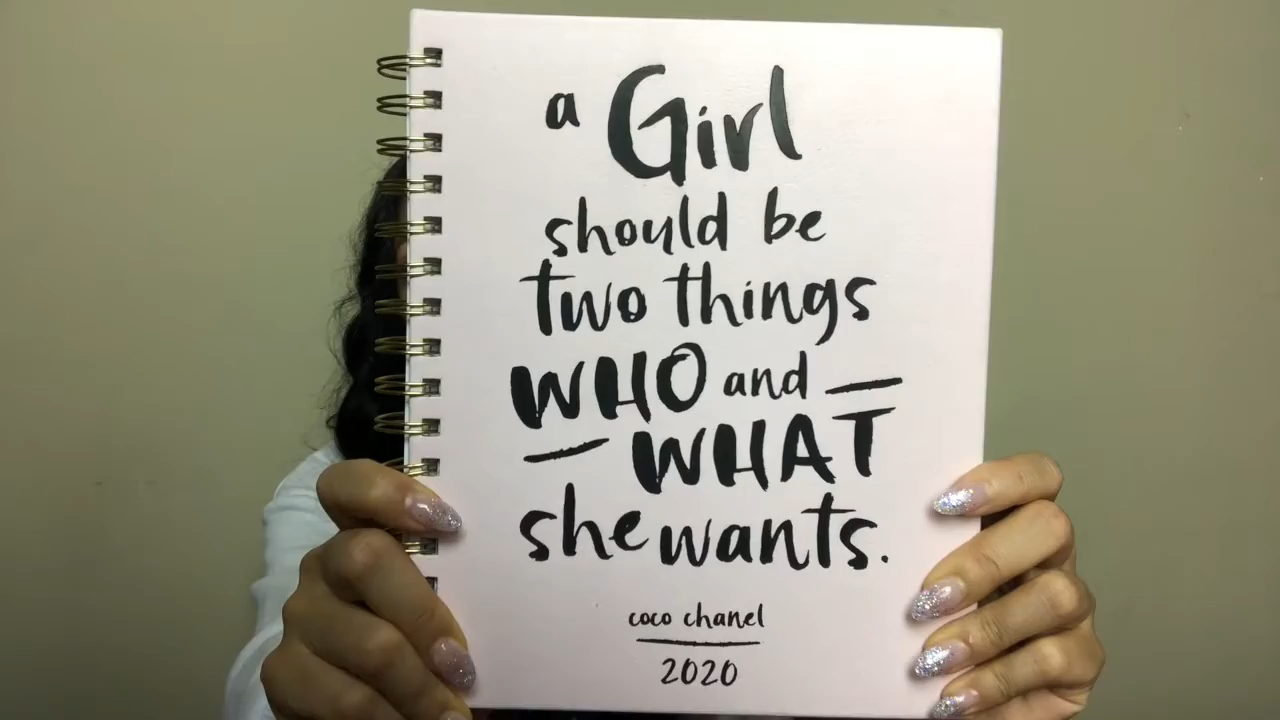 a Girl
should be
two things
WHO and
WHAT
she wants.
coco chanel
2020